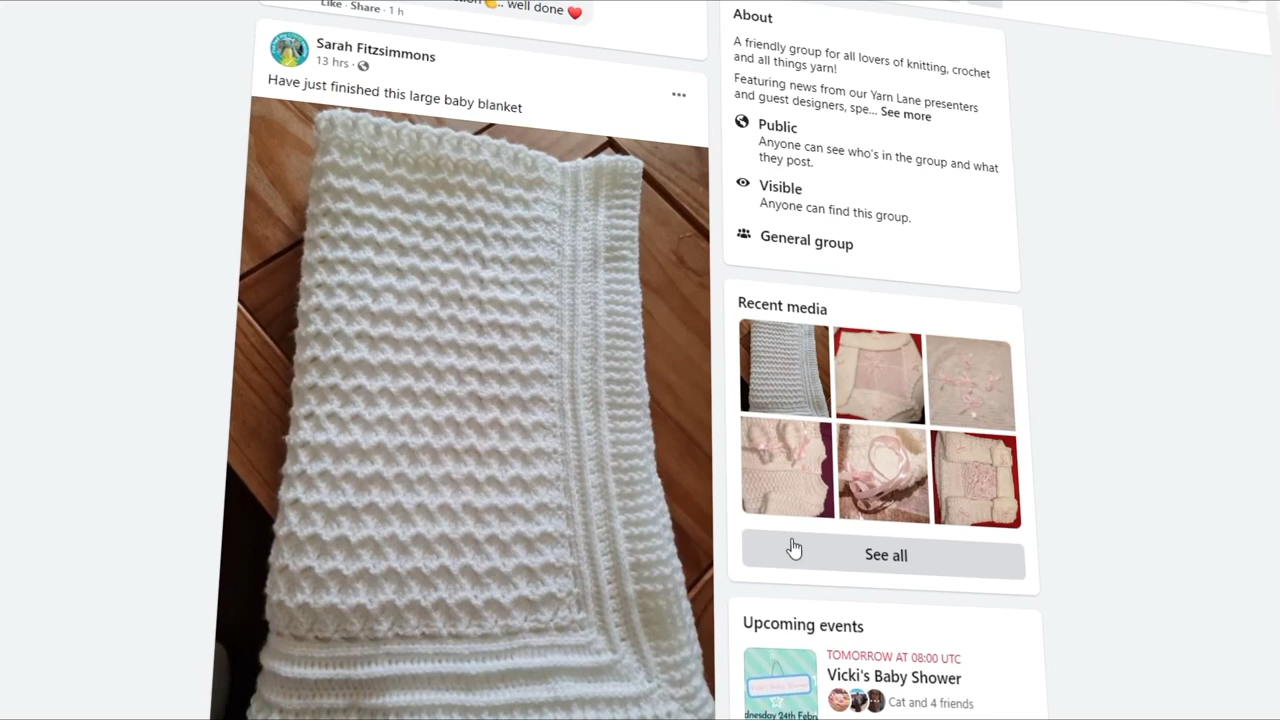 well done
Like · Share · 1 h
Sarah Fitzsimmons
13 hrs ·
Have just finished this large baby blanket
About
A friendly group for all lovers of knitting, crochet
and all things yarn!
Featuring news from our Yarn Lane presenters
and guest designers, spe... See more
Public
Anyone can see who's in the group and what
they post.
Visible
Anyone can find this group.
General group
Recent media
See all
Upcoming events
TOMORROW AT 08:00 UTC
Vicki's Baby Shower
Cat and 4 friends
Vicki's Baby Shower